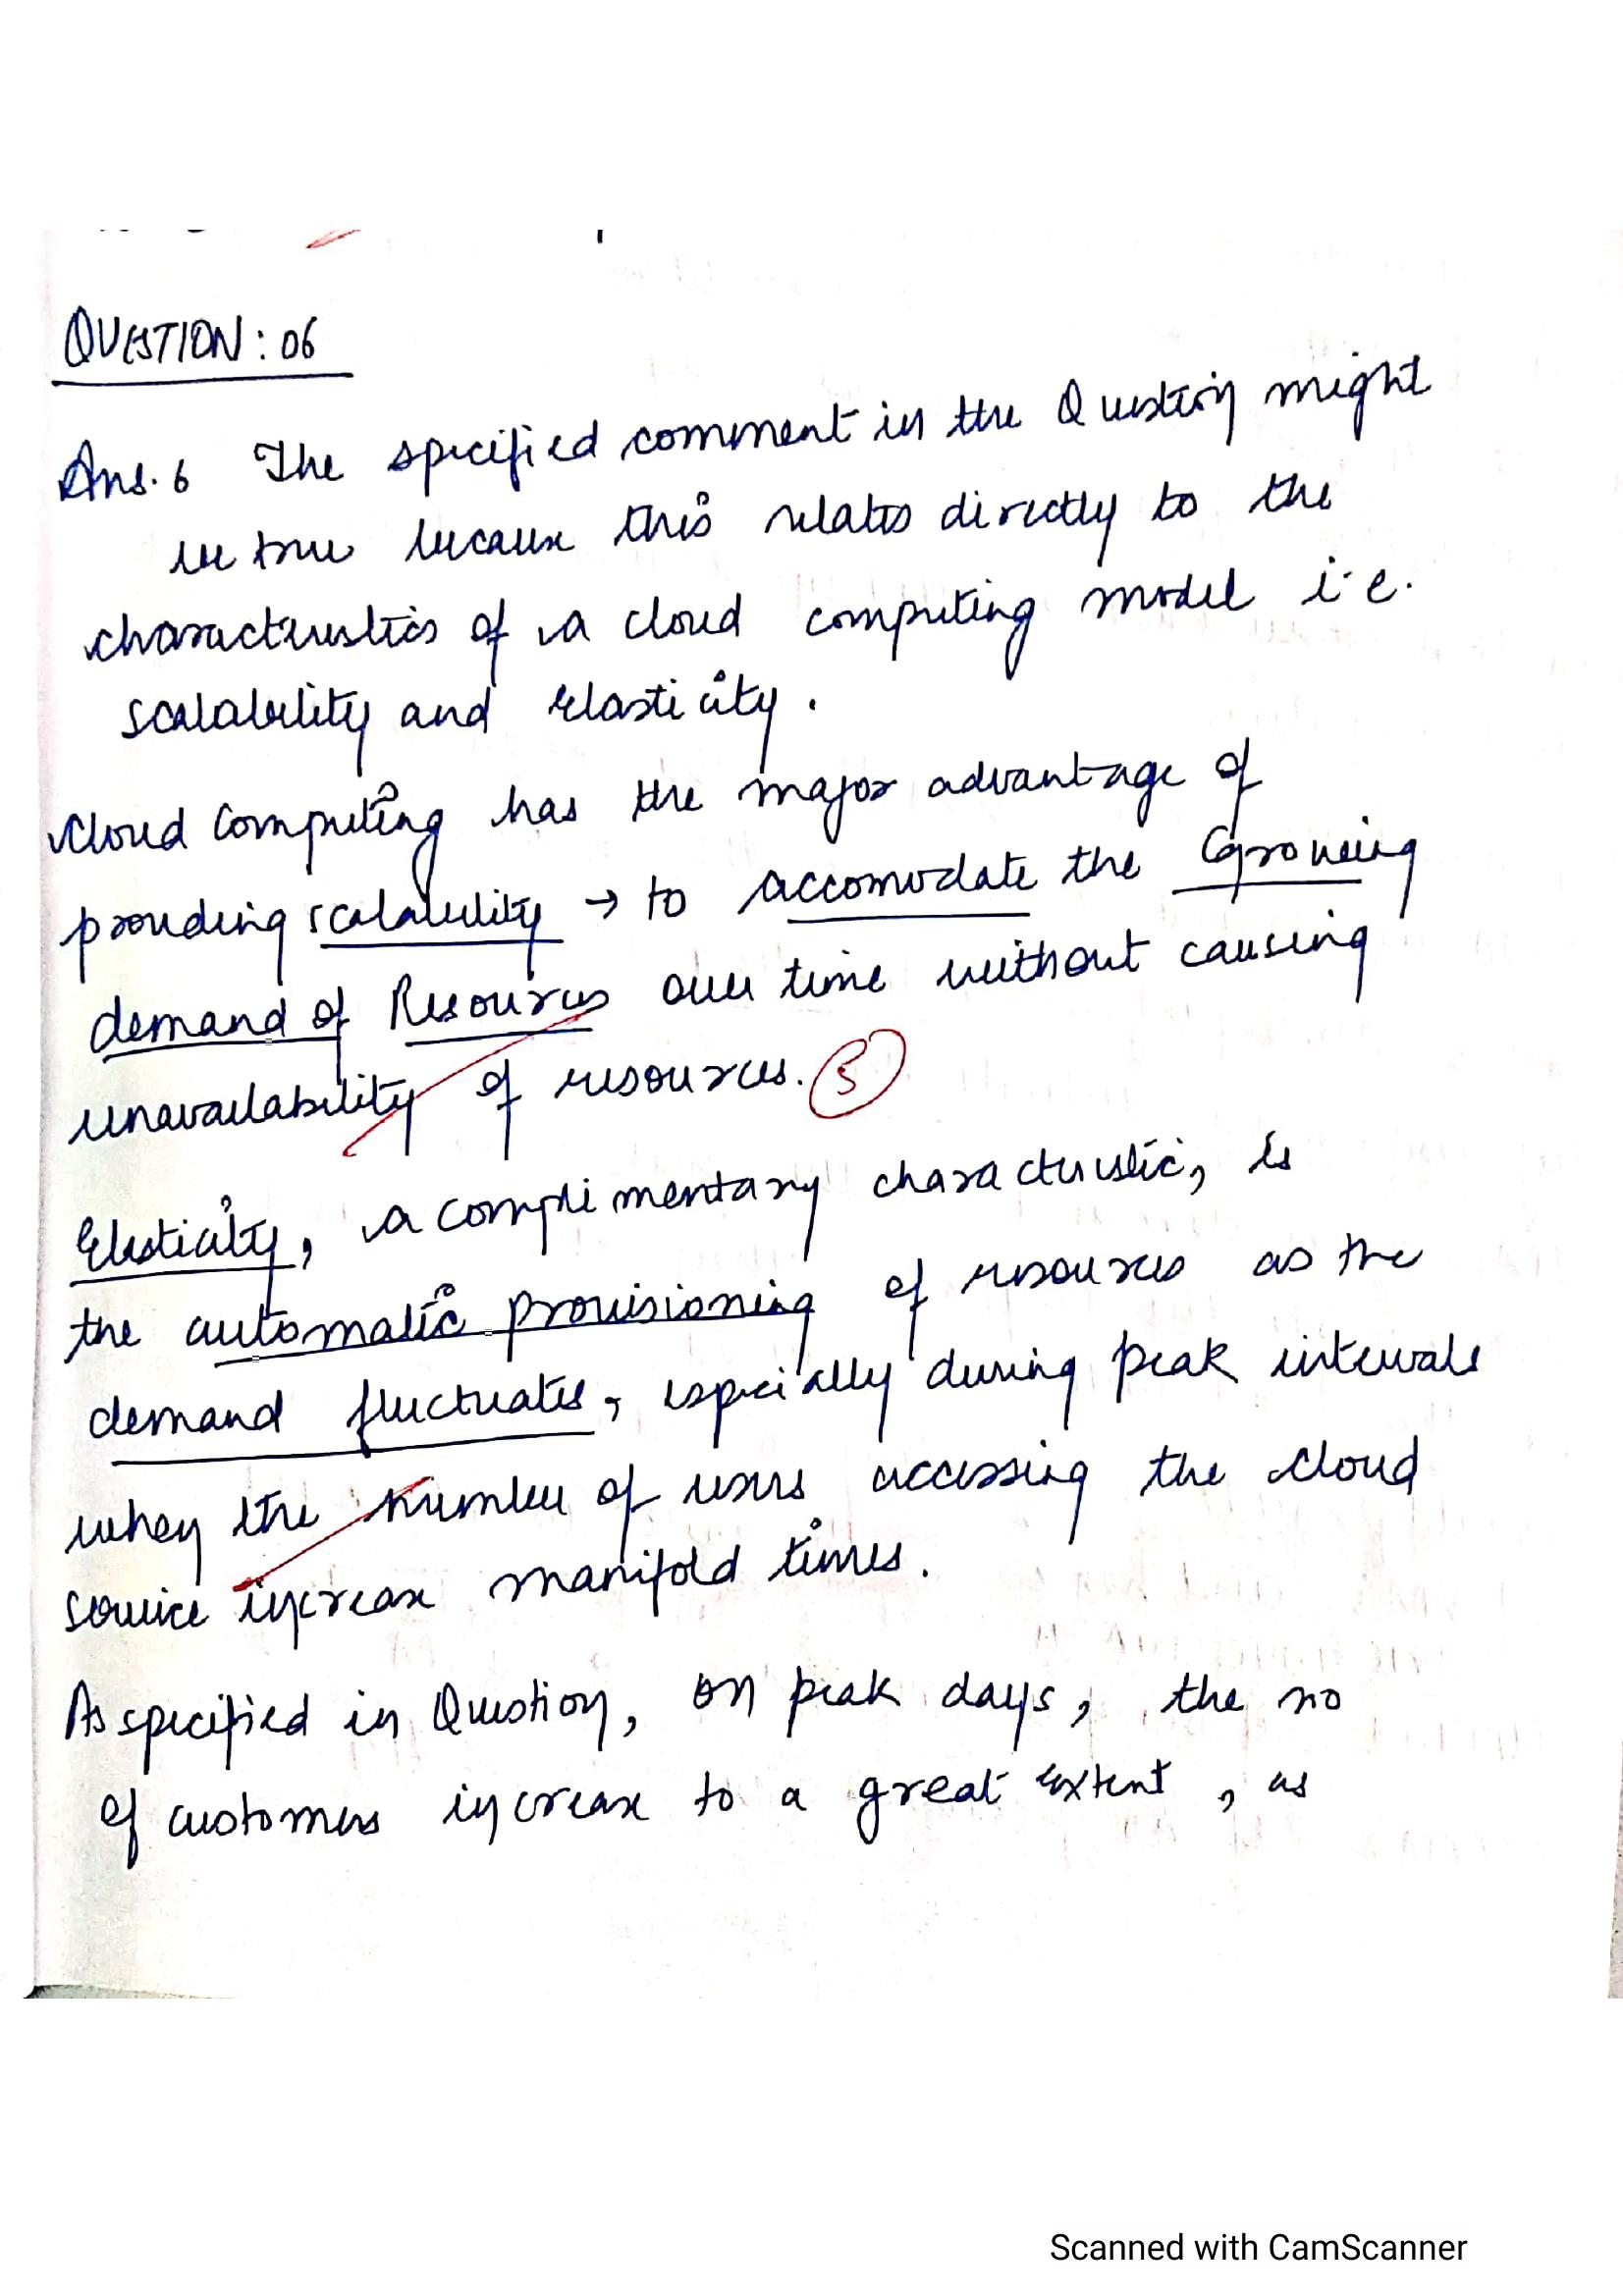 QUESTION: 06
Ans. 6 The specified comment in the Question might
be true because this relates directly to the
characteristics of a cloud computing model i.e.
scalability and elasticity.
Cloud Computing has the major advantage of
providing scalability → to accomodate the Growing
demand of Resources over time without causing
unavailability of resources. 5
Elasticity, a complimentary characteristic, is
the automatic provisioning of resources as the
demand fluctuates, especially during peak intervals
when the number of users accessing the cloud
service increase manifold times.
As specified in Question, on peak days, the no
of customers increase to a great extent, as
Scanned with CamScanner